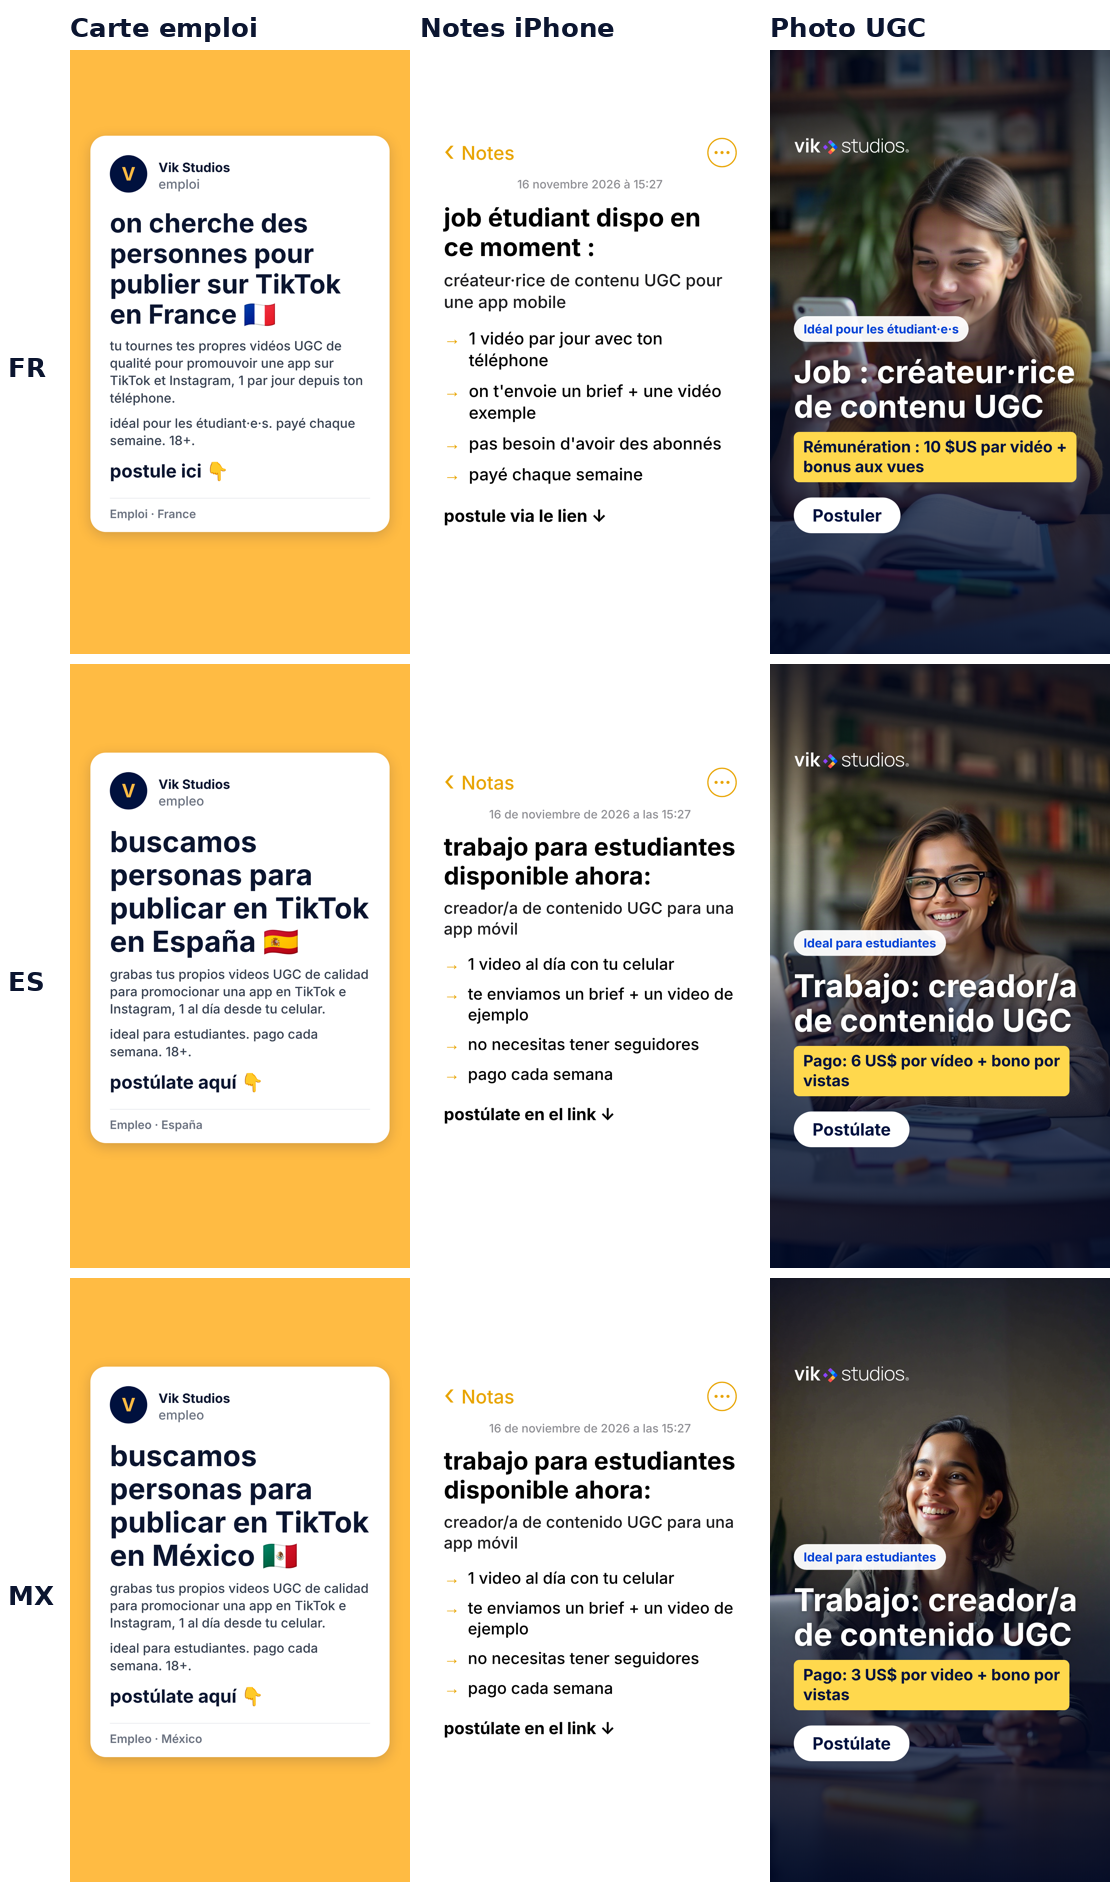 Carte emploi
Notes iPhone
Photo UGC
FR
V
Vik Studios
emploi
on cherche des
personnes pour
publier sur TikTok
en France 🇫🇷
tu tournes tes propres vidéos UGC de
qualité pour promouvoir une app sur
TikTok et Instagram, 1 par jour depuis ton
téléphone.
idéal pour les étudiant·e·s. payé chaque
semaine. 18+.
postule ici 👇
Emploi · France
Notes
16 novembre 2026 à 15:27
job étudiant dispo en
ce moment :
créateur·rice de contenu UGC pour
une app mobile
→ 1 vidéo par jour avec ton
téléphone
→ on t'envoie un brief + une vidéo
exemple
→ pas besoin d'avoir des abonnés
→ payé chaque semaine
postule via le lien ↓
vik studios
Idéal pour les étudiant·e·s
Job : créateur·rice
de contenu UGC
Rémunération : 10 $US par vidéo +
bonus aux vues
Postuler
ES
V
Vik Studios
empleo
buscamos
personas para
publicar en TikTok
en España 🇪🇸
grabas tus propios videos UGC de calidad
para promocionar una app en TikTok e
Instagram, 1 al día desde tu celular.
ideal para estudiantes. pago cada
semana. 18+.
postúlate aquí 👇
Empleo · España
Notas
16 de noviembre de 2026 a las 15:27
trabajo para estudiantes
disponible ahora:
creador/a de contenido UGC para una
app móvil
→ 1 video al día con tu celular
→ te enviamos un brief + un video de
ejemplo
→ no necesitas tener seguidores
→ pago cada semana
postúlate en el link ↓
vik studios
Ideal para estudiantes
Trabajo: creador/a
de contenido UGC
Pago: 6 US$ por vídeo + bono por
vistas
Postúlate
MX
V
Vik Studios
empleo
buscamos
personas para
publicar en TikTok
en México 🇲🇽
grabas tus propios videos UGC de calidad
para promocionar una app en TikTok e
Instagram, 1 al día desde tu celular.
ideal para estudiantes. pago cada
semana. 18+.
postúlate aquí 👇
Empleo · México
Notas
16 de noviembre de 2026 a las 15:27
trabajo para estudiantes
disponible ahora:
creador/a de contenido UGC para una
app móvil
→ 1 video al día con tu celular
→ te enviamos un brief + un video de
ejemplo
→ no necesitas tener seguidores
→ pago cada semana
postúlate en el link ↓
vik studios
Ideal para estudiantes
Trabajo: creador/a
de contenido UGC
Pago: 3 US$ por video + bono por
vistas
Postúlate